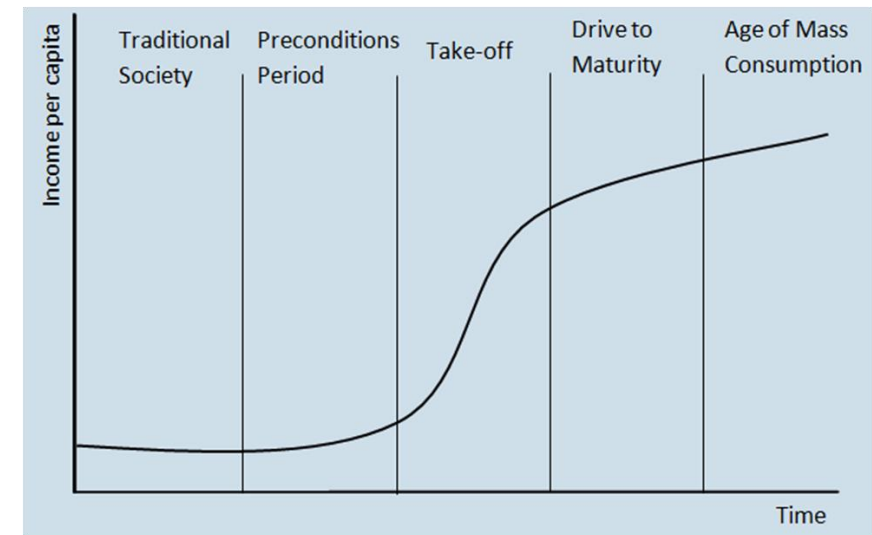 Income per capita
Traditional
Society
Preconditions
Period
Take-off
Drive to
Maturity
Age of Mass
Consumption
Time